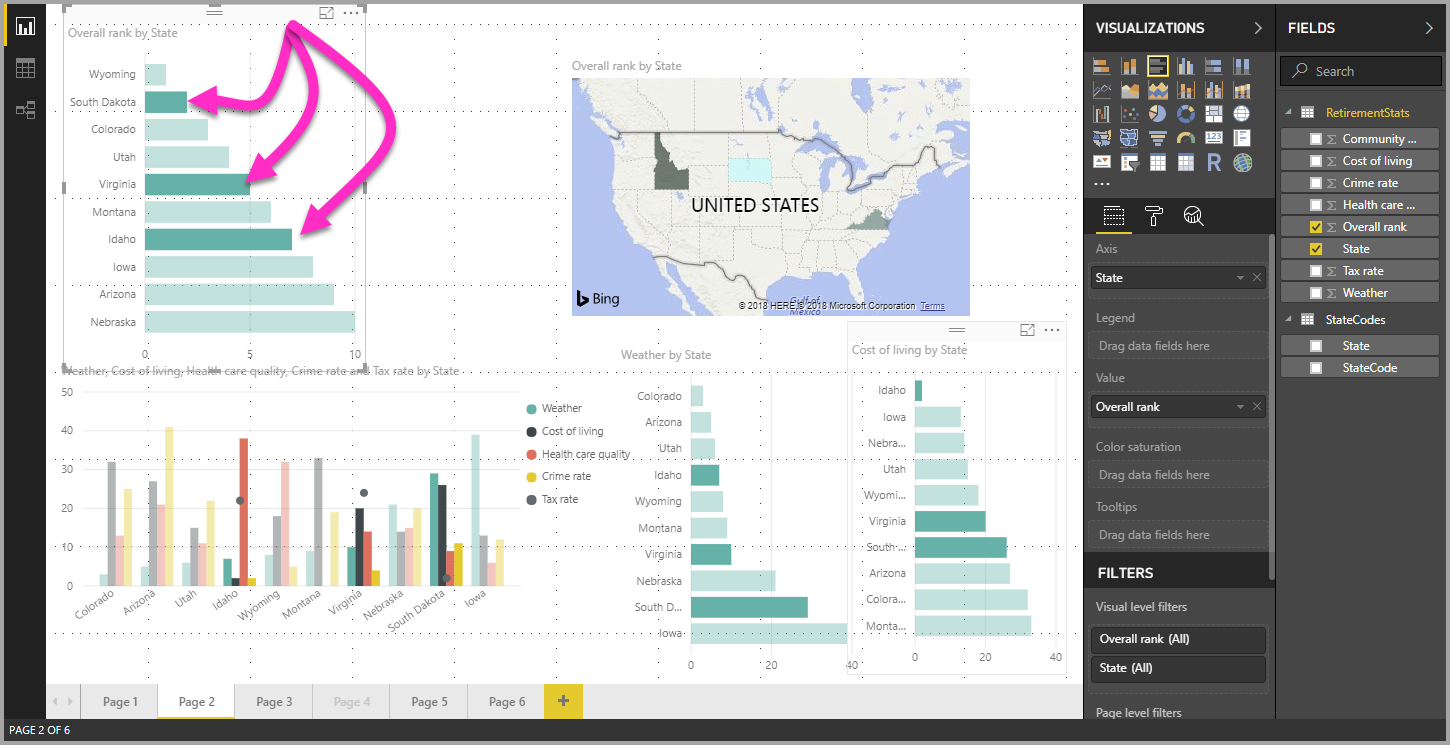 Overall rank by State
Wyoming
South Dakota
Colorado
Utah
Virginia
Montana
Idaho
Iowa
Arizona
Nebraska
0 5 10
Overall rank by State
UNITED STATES
Gulf of
Mexico
Bing
© 2018 HERE © 2018 Microsoft Corporation Terms
Weather, Cost of living, Health care quality, Crime rate and Tax rate by State
50
40
30
20
10
0
Colorado
Arizona
Utah
Idaho
Wyoming
Montana
Virginia
Nebraska
South Dakota
Iowa
Weather
Cost of living
Health care quality
Crime rate
Tax rate
Weather by State
Colorado
Arizona
Utah
Idaho
Wyoming
Montana
Virginia
Nebraska
South D...
Iowa
0 20 40
Cost of living by State
Idaho
Iowa
Nebra...
Utah
Wyomi...
Virginia
South ...
Arizona
Colora...
Monta...
0 20 40
Page 1
Page 2
Page 3
Page 4
Page 5
Page 6
+
PAGE 2 OF 6
VISUALIZATIONS
123
R
Axis
State
Legend
Drag data fields here
Value
Overall rank
Color saturation
Drag data fields here
Tooltips
Drag data fields here
FILTERS
Visual level filters
Overall rank (All)
State (All)
Page level filters
FIELDS
Search
RetirementStats
Σ Community ...
Σ Cost of living
Σ Crime rate
Σ Health care ...
Σ Overall rank
State
Σ Tax rate
Σ Weather
StateCodes
State
StateCode